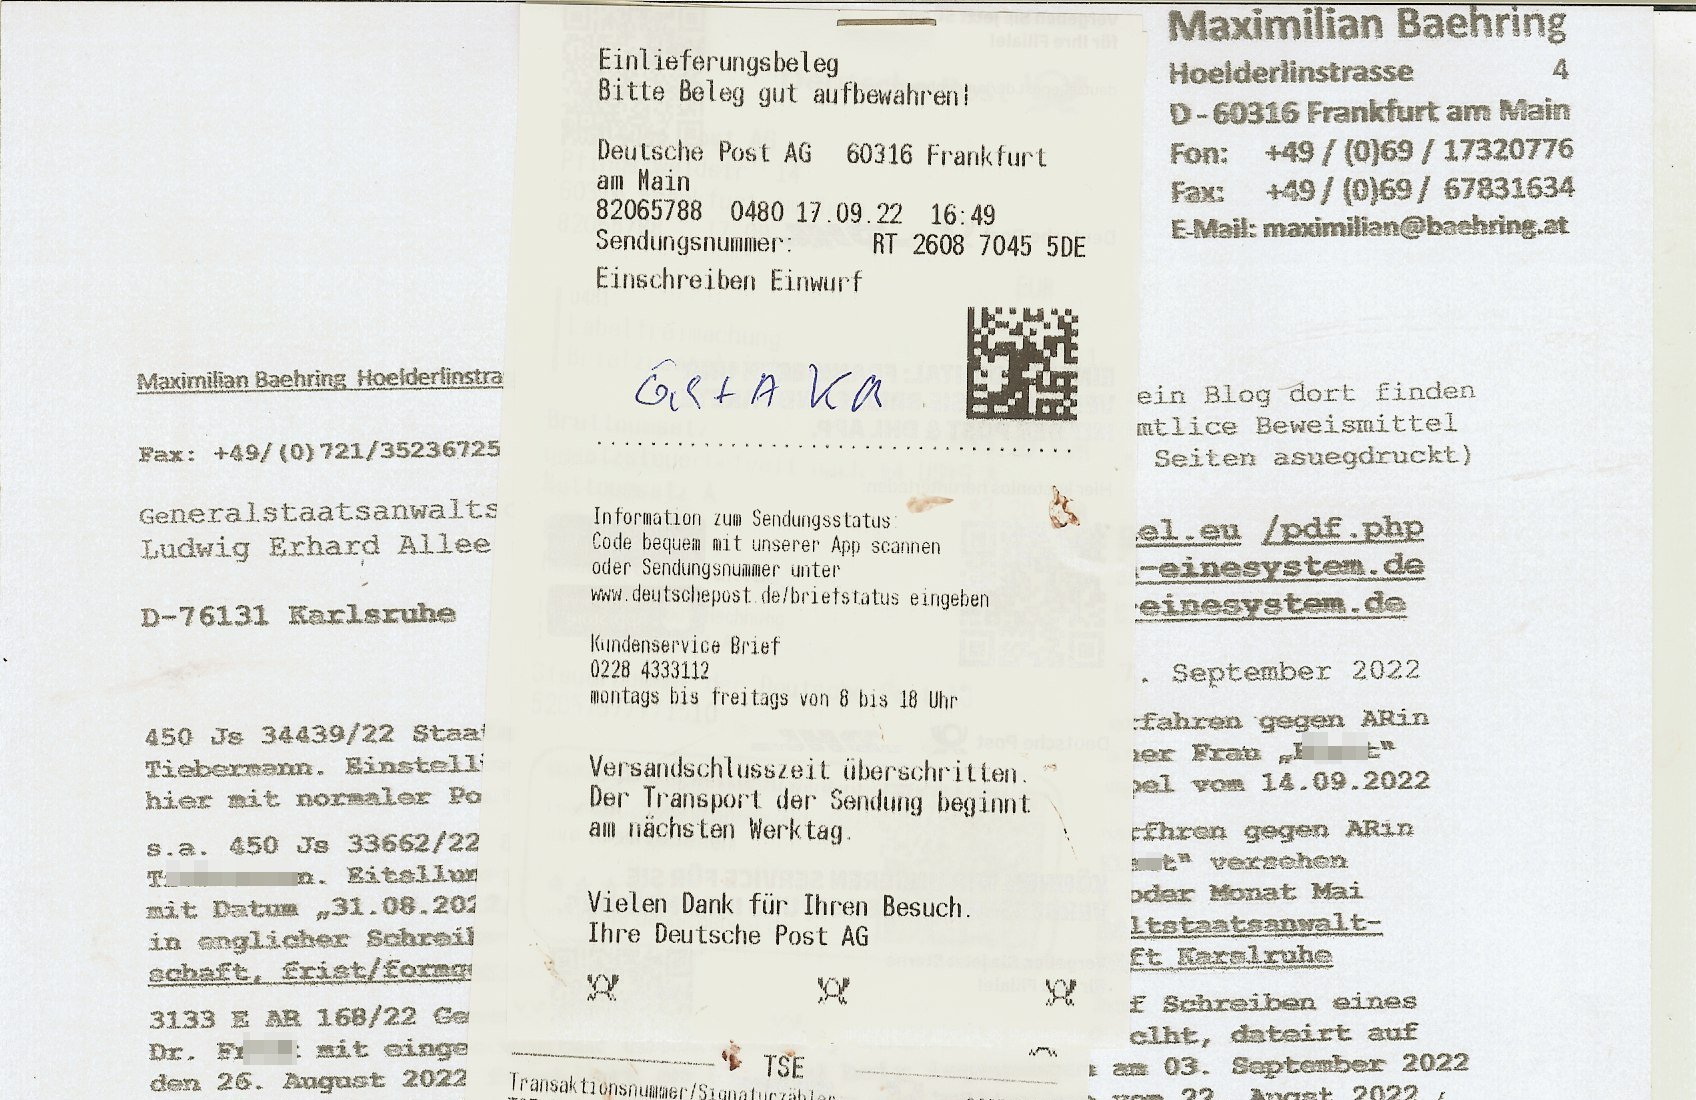 Maximilian Baehring
Hoelderlinstrasse 4
D - 60316 Frankfurt am Main
Fon: +49 / (0)69 / 17320776
Fax: +49 / (0)69 / 67831634
E-Mail: maximilian@baehring.at
Einlieferungsbeleg
Bitte Beleg gut aufbewahren!
Deutsche Post AG 60316 Frankfurt
am Main
82065788 0480 17.09.22 16:49
Sendungsnummer: RT 2608 7045 5DE
Einschreiben Einwurf
GStA KA
Information zum Sendungsstatus:
Code bequem mit unserer App scannen
oder Sendungsnummer unter
www.deutschepost.de/briefstatus eingeben
Kundenservice Brief
0228 4333112
montags bis freitags von 8 bis 18 Uhr
Versandschlusszeit überschritten.
Der Transport der Sendung beginnt
am nächsten Werktag.
Vielen Dank für Ihren Besuch.
Ihre Deutsche Post AG
TSE
Transaktionsnummer/Signaturzähler
Maximilian Baehring Hoelderlinstra
Fax: +49/(0)721/35236725
Generalstaatsanwalts
Ludwig Erhard Allee
D-76131 Karlsruhe
450 Js 34439/22 Staa
Tiebermann. Einstell
hier mit normaler Po
s.a. 450 Js 33662/22
T n. Eitsllun
mit Datum „31.08.202
in englicher Schreib
schaft, frist/formge
3133 E AR 168/22 Ge
Dr. F mit einge
den 26. August 2022
ein Blog dort finden
mtlice Beweismittel
Seiten asuegdruckt)
el.eu /pdf.php
-einesystem.de
einesystem.de
. September 2022
rfahren gegen ARin
er Frau „ t"
pel vom 14.09.2022
rfhren gegen ARin
t" versehen
oder Monat Mai
ltstaatsanwalt-
ft Karslruhe
f Schreiben eines
clht, dateirt auf
am 03. September 2022
vom 22. Angst 2022 /